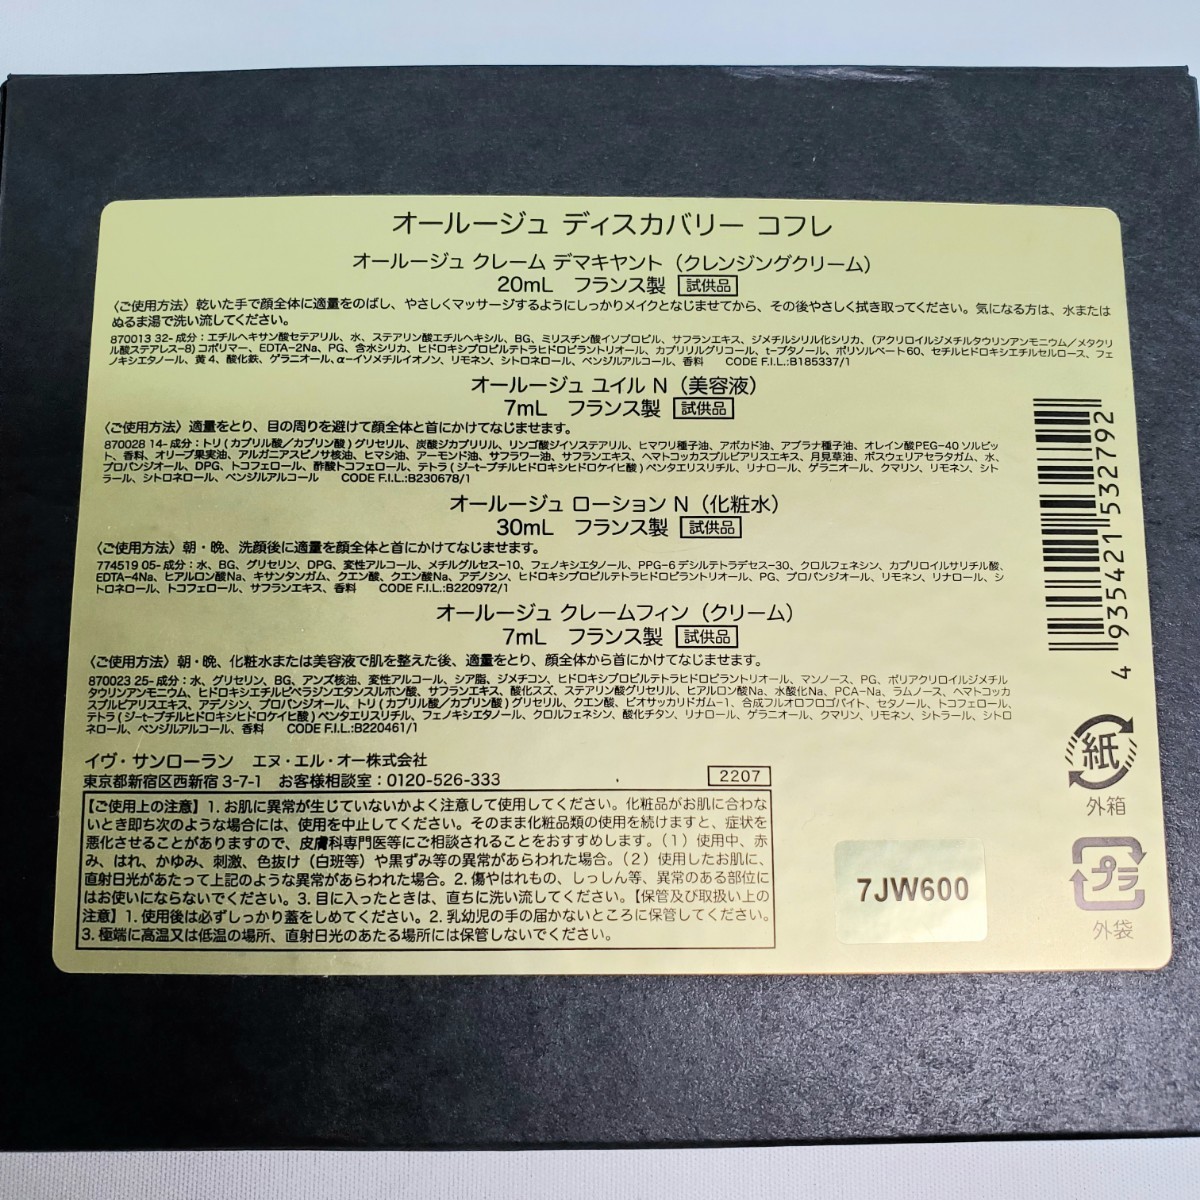 オールージュ ディスカバリー コフレ
オールージュ クレーム デマキヤント（クレンジングクリーム）
20mL フランス製 試供品
〈ご使用方法〉乾いた手で顔全体に適量をのばし、やさしくマッサージするようにしっかりメイクとなじませてから、その後やさしく拭き取ってください。気になる方は、水または
ぬるま湯で洗い流してください。
870013 32- 成分：エチルヘキサン酸セテアリル、水、ステアリン酸エチルヘキシル、BG、ミリスチン酸イソプロピル、サフランエキス、ジメチルシリル化シリカ、（アクリロイルジメチルタウリンアンモニウム／メタクリ
ル酸ステアレス-8）コポリマー、EDTA-2Na、PG、含水シリカ、ヒドロキシプロピルテトラヒドロピラントリオール、カプリリルグリコール、t-ブタノール、ポリソルベート60、セチルヒドロキシエチルセルロース、フェ
ノキシエタノール、黄4、酸化鉄、ゲラニオール、α-イソメチルイオノン、リモネン、シトロネロール、ベンジルアルコール、香料 CODE F.I.L.:B185337/1
オールージュ ユイル N（美容液）
7mL フランス製 試供品
〈ご使用方法〉適量をとり、目の周りを避けて顔全体と首にかけてなじませます。
870028 14- 成分：トリ（カプリル酸／カプリン酸）グリセリル、炭酸ジカプリリル、リンゴ酸ジイソステアリル、ヒマワリ種子油、アボカド油、アブラナ種子油、オレイン酸PEG-40 ソルビッ
ト、香料、オリーブ果実油、アルガニアスピノサ核油、ヒマシ油、アーモンド油、サフラワー油、サフランエキス、ヘマトコッカスプルビアリスエキス、月見草油、ボスウェリアセラタガム、水、
プロパンジオール、DPG、トコフェロール、酢酸トコフェロール、テトラ（ジ-t-ブチルヒドロキシヒドロケイヒ酸）ペンタエリスリチル、リナロール、ゲラニオール、クマリン、リモネン、シト
ラール、シトロネロール、ベンジルアルコール CODE F.I.L.:B230678/1
オールージュ ローション N（化粧水）
30mL フランス製 試供品
〈ご使用方法〉朝・晩、洗顔後に適量を顔全体と首にかけてなじませます。
774519 05- 成分：水、BG、グリセリン、DPG、変性アルコール、メチルグルセス-10、フェノキシエタノール、PPG-6 デシルテトラデセス-30、クロルフェネシン、カプリロイルサリチル酸、
EDTA-4Na、ヒアルロン酸Na、キサンタンガム、クエン酸、クエン酸Na、アデノシン、ヒドロキシプロピルテトラヒドロピラントリオール、PG、プロパンジオール、リモネン、リナロール、シ
トロネロール、トコフェロール、サフランエキス、香料 CODE F.I.L.:B220972/1
オールージュ クレームフィン（クリーム）
7mL フランス製 試供品
〈ご使用方法〉朝・晩、化粧水または美容液で肌を整えた後、適量をとり、顔全体から首にかけてなじませます。
870023 25- 成分：水、グリセリン、BG、アンズ核油、変性アルコール、シア脂、ジメチコン、ヒドロキシプロピルテトラヒドロピラントリオール、マンノース、PG、ポリアクリロイルジメチル
タウリンアンモニウム、ヒドロキシエチルピペラジンエタンスルホン酸、サフランエキス、酸化スズ、ステアリン酸グリセリル、ヒアルロン酸Na、水酸化Na、PCA-Na、ラムノース、ヘマトコッカ
スプルビアリスエキス、アデノシン、プロパンジオール、トリ（カプリル酸／カプリン酸）グリセリル、クエン酸、ビオサッカリドガム-1、合成フルオロフロゴパイト、セタノール、トコフェロール、
テトラ（ジ-t-ブチルヒドロキシヒドロケイヒ酸）ペンタエリスリチル、フェノキシエタノール、クロルフェネシン、酸化チタン、リナロール、ゲラニオール、クマリン、リモネン、シトラール、シトロ
ネロール、ベンジルアルコール、香料 CODE F.I.L.:B220461/1
イヴ・サンローラン エヌ・エル・オー株式会社
東京都新宿区西新宿 3-7-1 お客様相談室：0120-526-333 2207
【ご使用上の注意】1. お肌に異常が生じていないかよく注意して使用してください。化粧品がお肌に合わな
いとき即ち次のような場合には、使用を中止してください。そのまま化粧品類の使用を続けますと、症状を
悪化させることがありますので、皮膚科専門医等にご相談されることをおすすめします。（1）使用中、赤
み、はれ、かゆみ、刺激、色抜け（白斑等）や黒ずみ等の異常があらわれた場合。（2）使用したお肌に、
直射日光があたって上記のような異常があらわれた場合。2. 傷やはれもの、しっしん等、異常のある部位に
はお使いにならないでください。3. 目に入ったときは、直ちに洗い流してください。【保管及び取扱い上の
注意】1. 使用後は必ずしっかり蓋をしめてください。2. 乳幼児の手の届かないところに保管してください。
3. 極端に高温又は低温の場所、直射日光のあたる場所には保管しないでください。
4 935421 532792
紙
外箱
プラ
外袋
7JW600